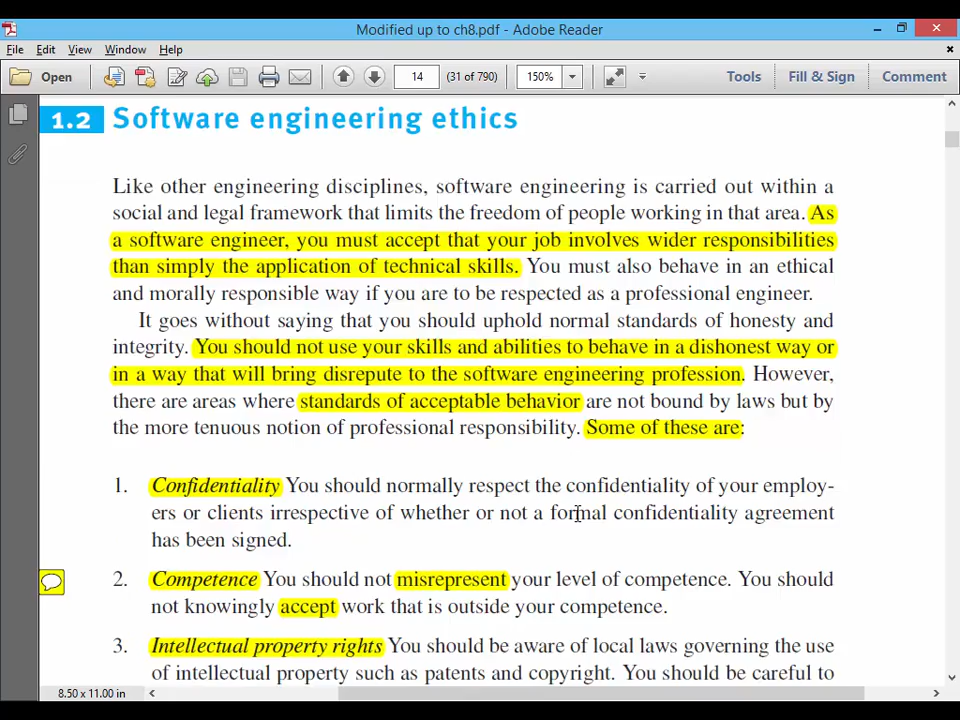 Modified up to ch8.pdf - Adobe Reader
File Edit View Window Help
Open 14 (31 of 790) 150% Tools Fill & Sign Comment
1.2 Software engineering ethics
Like other engineering disciplines, software engineering is carried out within a
social and legal framework that limits the freedom of people working in that area. As
a software engineer, you must accept that your job involves wider responsibilities
than simply the application of technical skills. You must also behave in an ethical
and morally responsible way if you are to be respected as a professional engineer.
It goes without saying that you should uphold normal standards of honesty and
integrity. You should not use your skills and abilities to behave in a dishonest way or
in a way that will bring disrepute to the software engineering profession. However,
there are areas where standards of acceptable behavior are not bound by laws but by
the more tenuous notion of professional responsibility. Some of these are:
1. Confidentiality You should normally respect the confidentiality of your employ-
ers or clients irrespective of whether or not a formal confidentiality agreement
has been signed.
2. Competence You should not misrepresent your level of competence. You should
not knowingly accept work that is outside your competence.
3. Intellectual property rights You should be aware of local laws governing the use
of intellectual property such as patents and copyright. You should be careful to
8.50 x 11.00 in